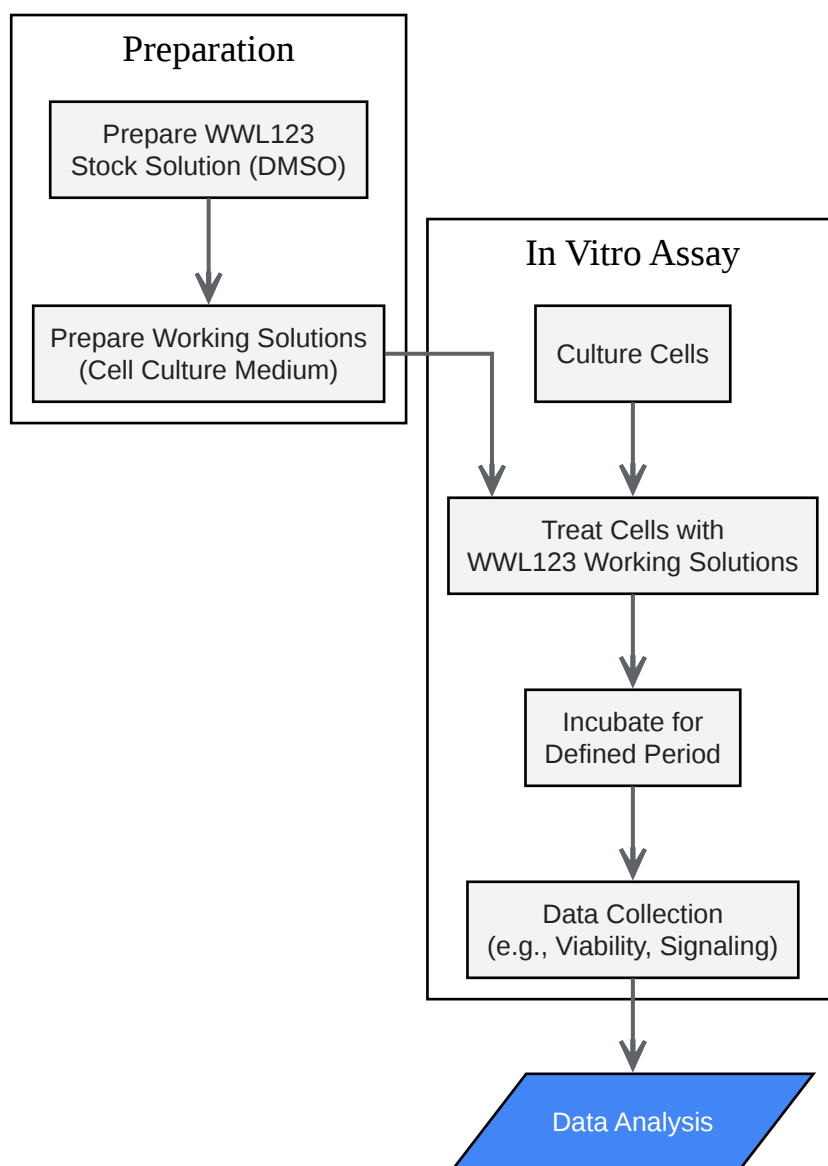 Preparation
Prepare WWL123
Stock Solution (DMSO)
Prepare Working Solutions
(Cell Culture Medium)
In Vitro Assay
Culture Cells
Treat Cells with
WWL123 Working Solutions
Incubate for
Defined Period
Data Collection
(e.g., Viability, Signaling)
Data Analysis